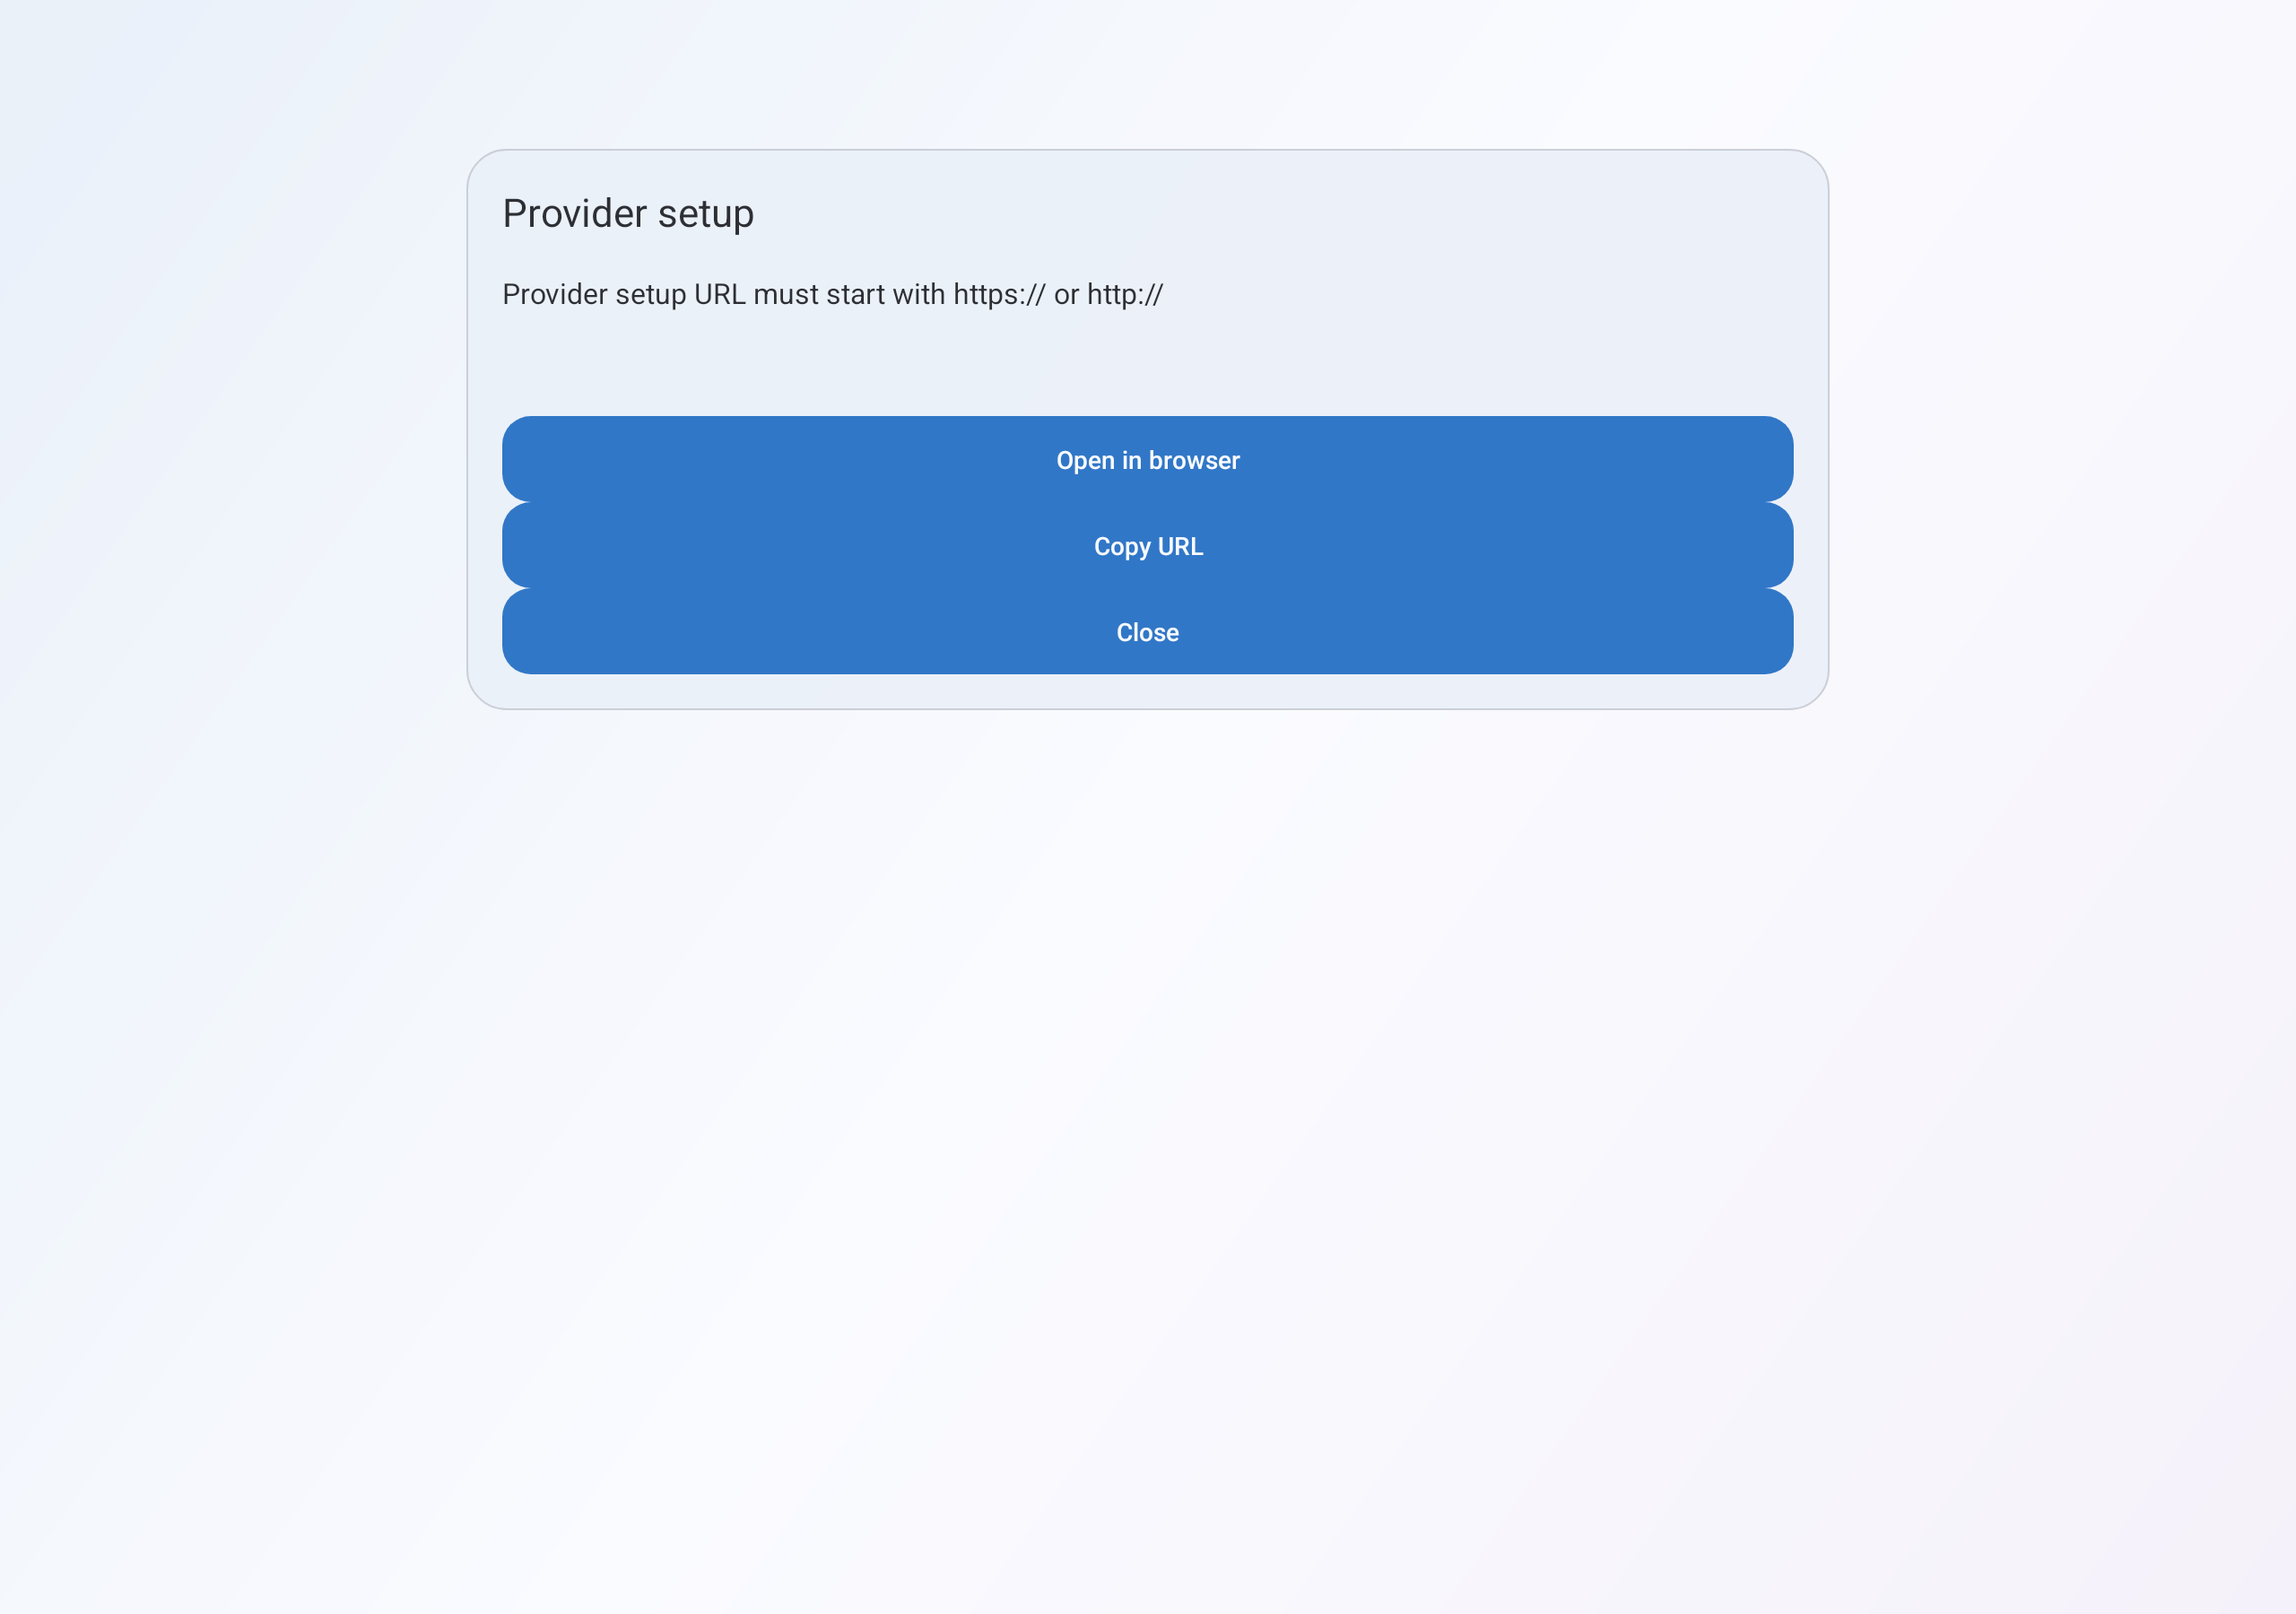 Provider setup
Provider setup URL must start with https:// or http://
Open in browser
Copy URL
Close